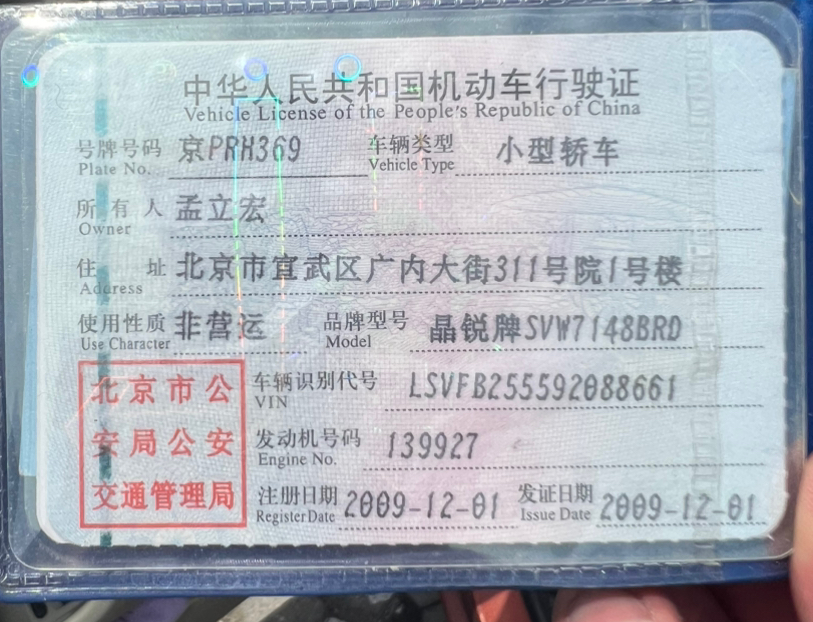 中华人民共和国机动车行驶证
Vehicle License of the People's Republic of China
号牌号码 京PRH369 车辆类型 小型轿车
Plate No. Vehicle Type
所有人 孟立宏
Owner
住址 北京市宣武区广内大街311号院1号楼
Address
使用性质 非营运 品牌型号 晶锐牌SVW7148BRD
Use Character Model
北京市公 车辆识别代号 LSVFB255592088661
VIN
安局公安 发动机号码 139927
Engine No.
交通管理局 注册日期 2009-12-01 发证日期 2009-12-01
Register Date Issue Date